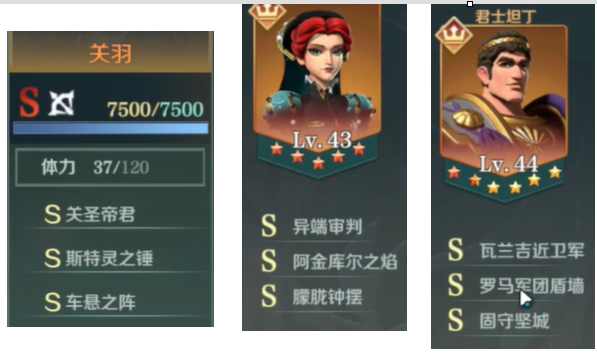 关羽
S
7500/7500
体力 37/120
S 关圣帝君
S 斯特灵之锤
S 车悬之阵
Lv.43
S 异端审判
S 阿金库尔之焰
S 朦胧钟摆
君士坦丁
Lv.44
S 瓦兰吉近卫军
S 罗马军团盾墙
S 固守坚城